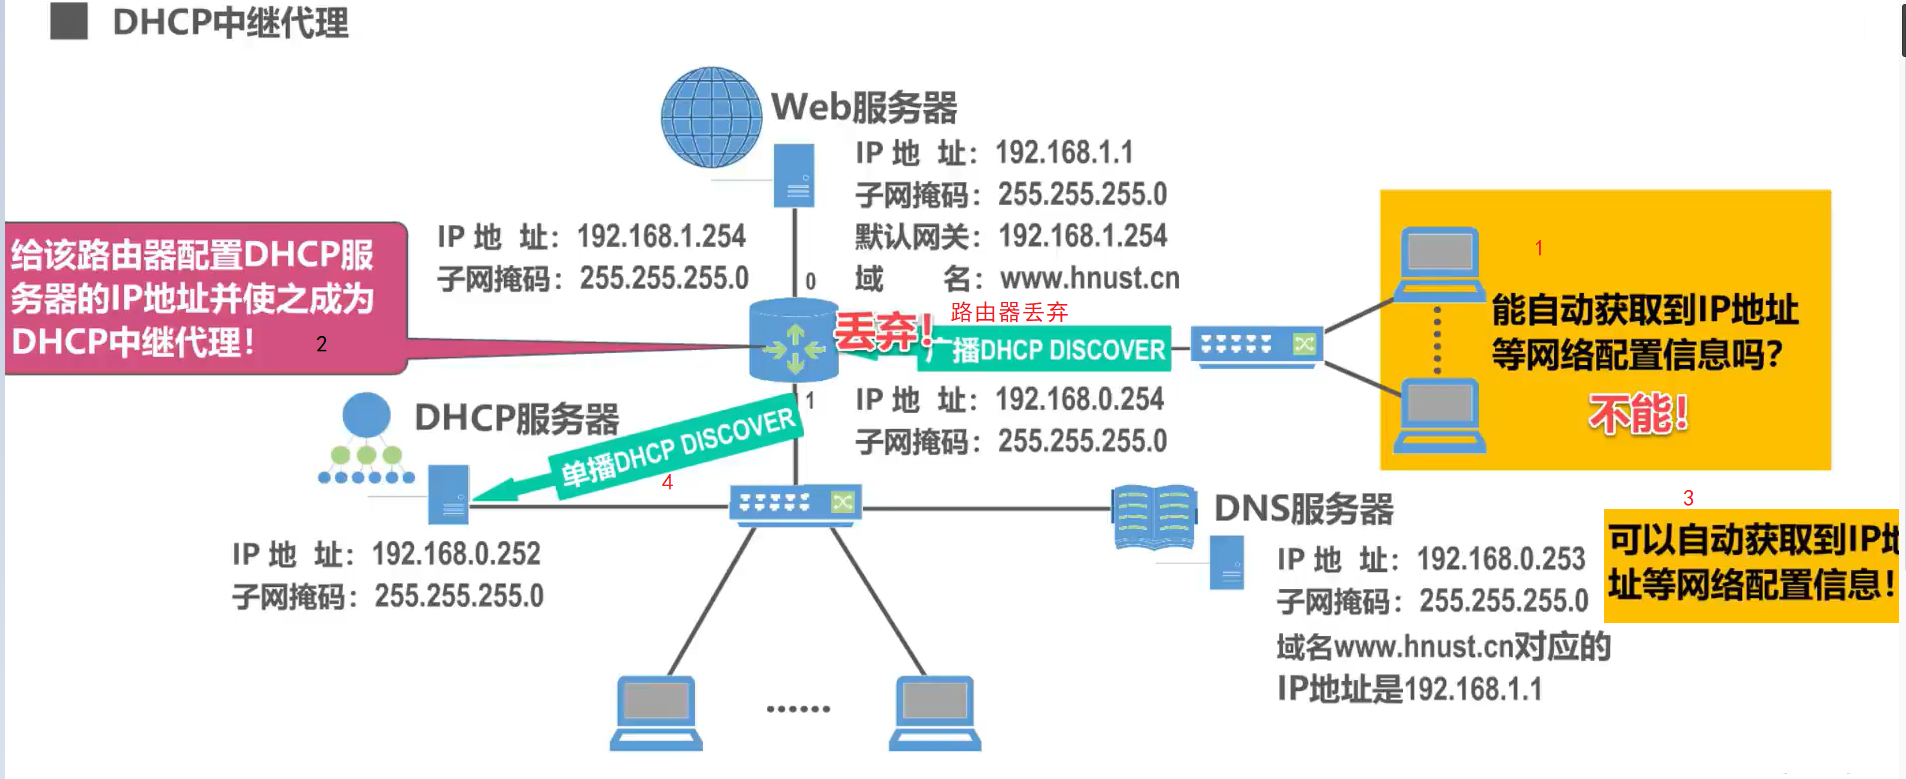 DHCP中继代理
Web服务器
IP 地 址：192.168.1.1
子网掩码：255.255.255.0
默认网关：192.168.1.254
域 名：www.hnust.cn
IP 地 址：192.168.1.254
子网掩码：255.255.255.0
0
给该路由器配置DHCP服
务器的IP地址并使之成为
DHCP中继代理！
2
丢弃！
路由器丢弃
广播DHCP DISCOVER
1
能自动获取到IP地址
等网络配置信息吗？
不能！
1
IP 地 址：192.168.0.254
子网掩码：255.255.255.0
DHCP服务器
单播DHCP DISCOVER
4
IP 地 址：192.168.0.252
子网掩码：255.255.255.0
DNS服务器
IP 地 址：192.168.0.253
子网掩码：255.255.255.0
域名www.hnust.cn对应的
IP地址是192.168.1.1
3
可以自动获取到IP地
址等网络配置信息！